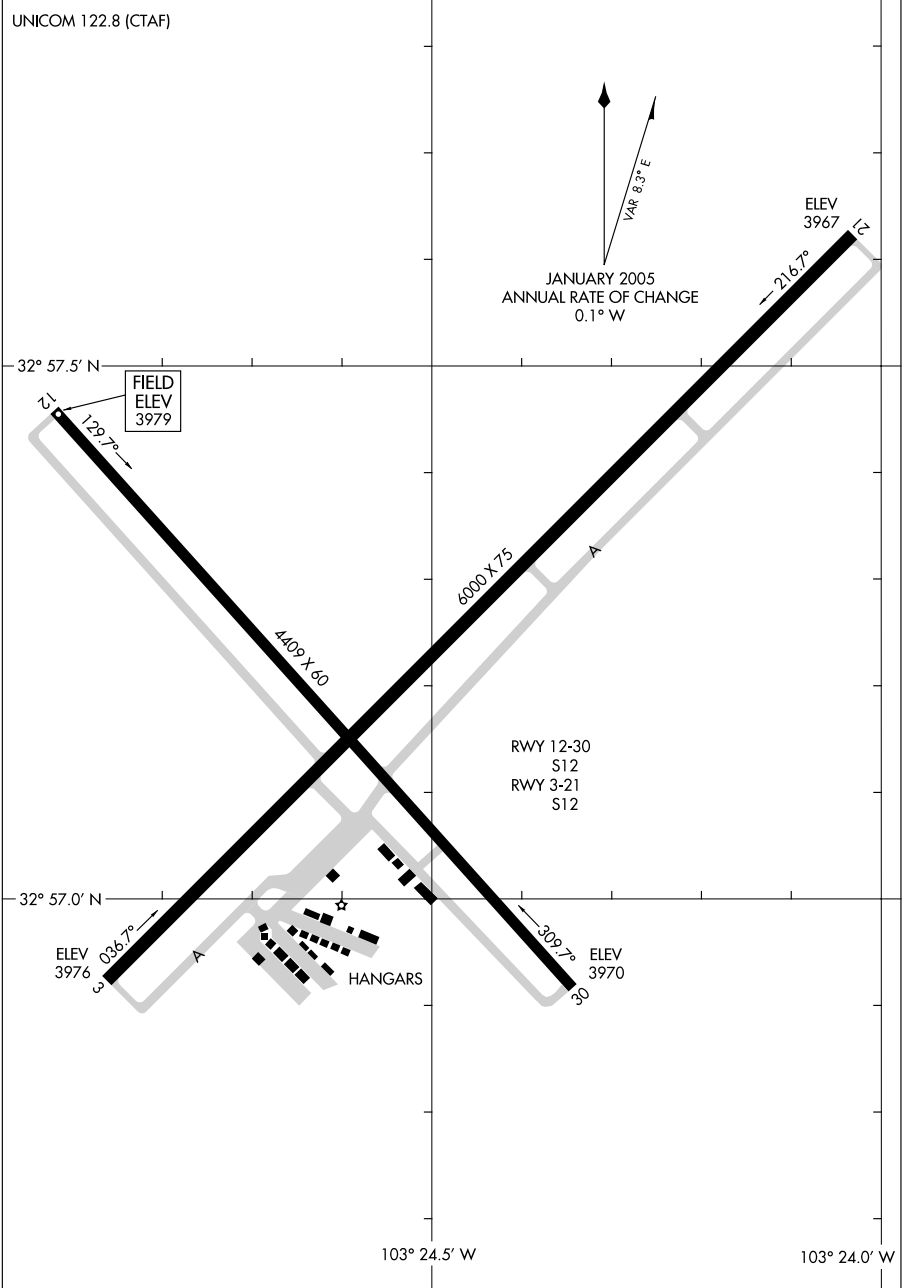 UNICOM 122.8 (CTAF)
VAR 8.3° E
JANUARY 2005
ANNUAL RATE OF CHANGE
0.1° W
ELEV
3967
21
216.7°
32° 57.5' N
FIELD
ELEV
3979
12
129.7°
6000 X 75
A
4409 X 60
RWY 12-30
S12
RWY 3-21
S12
32° 57.0' N
036.7°
ELEV
3976
3
A
HANGARS
309.7°
ELEV
3970
30
103° 24.5' W
103° 24.0' W